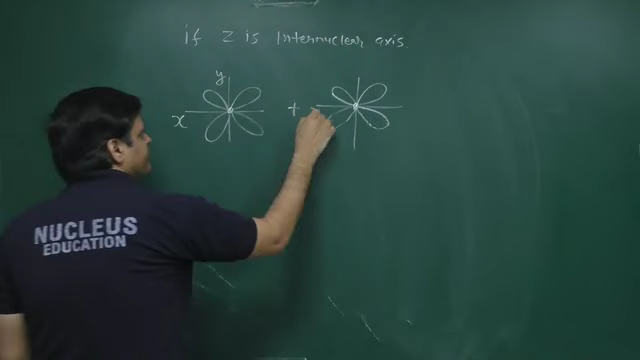 if Z is Internuclear axis.
y
x
+
NUCLEUS
EDUCATION